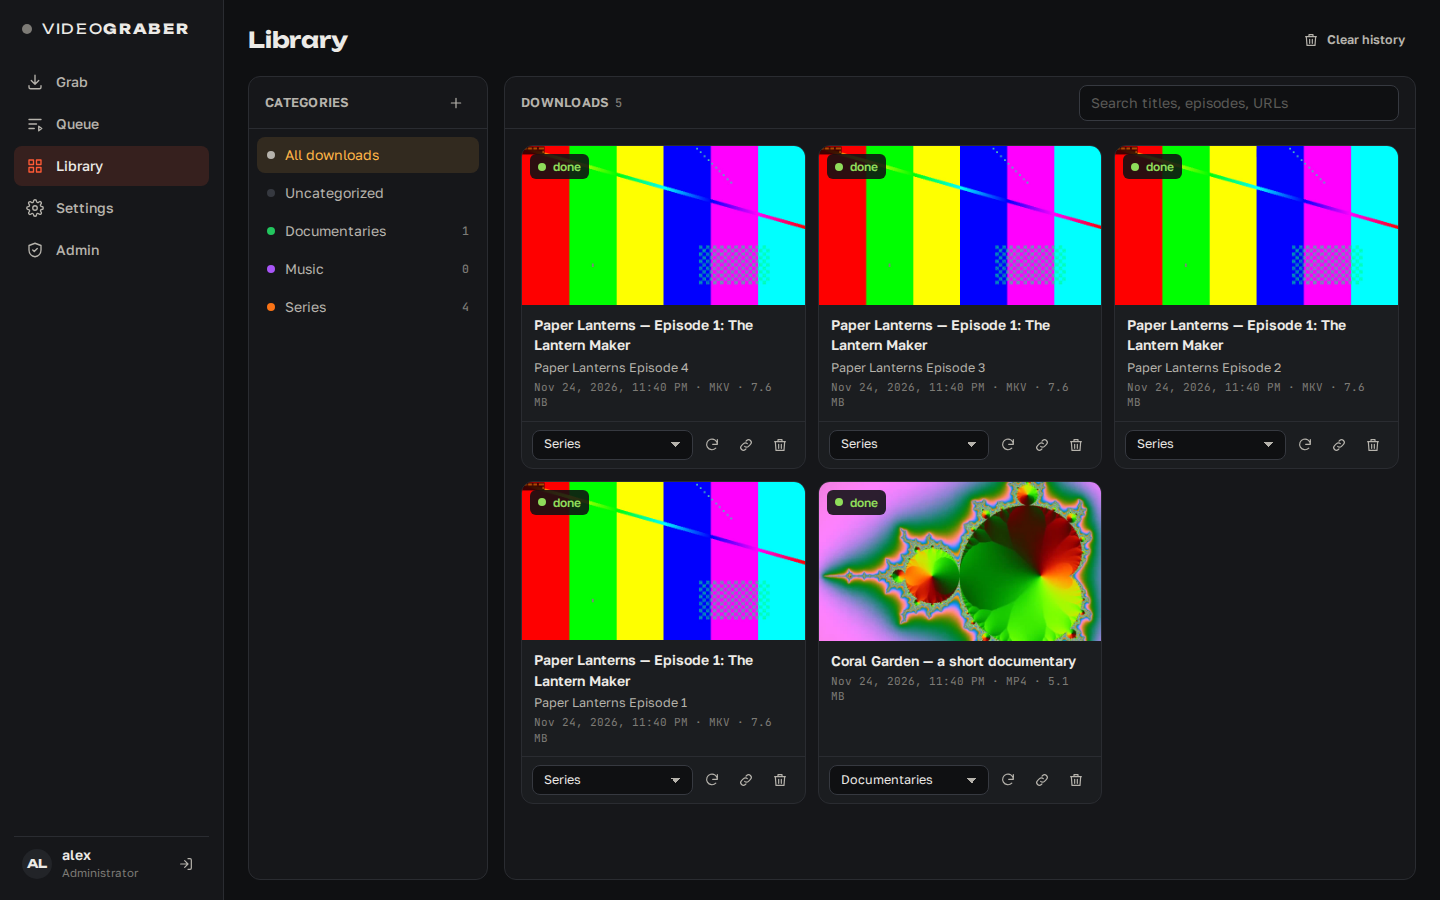 VIDEOGRABER
Grab
Queue
Library
Settings
Admin
AL
alex
Administrator
Library
Clear history
CATEGORIES
All downloads
Uncategorized
Documentaries 1
Music 0
Series 4
DOWNLOADS 5
Search titles, episodes, URLs
done
Paper Lanterns — Episode 1: The
Lantern Maker
Paper Lanterns Episode 4
Nov 24, 2026, 11:40 PM · MKV · 7.6
MB
Series
done
Paper Lanterns — Episode 1: The
Lantern Maker
Paper Lanterns Episode 3
Nov 24, 2026, 11:40 PM · MKV · 7.6
MB
Series
done
Paper Lanterns — Episode 1: The
Lantern Maker
Paper Lanterns Episode 2
Nov 24, 2026, 11:40 PM · MKV · 7.6
MB
Series
done
Paper Lanterns — Episode 1: The
Lantern Maker
Paper Lanterns Episode 1
Nov 24, 2026, 11:40 PM · MKV · 7.6
MB
Series
done
Coral Garden — a short documentary
Nov 24, 2026, 11:40 PM · MP4 · 5.1
MB
Documentaries